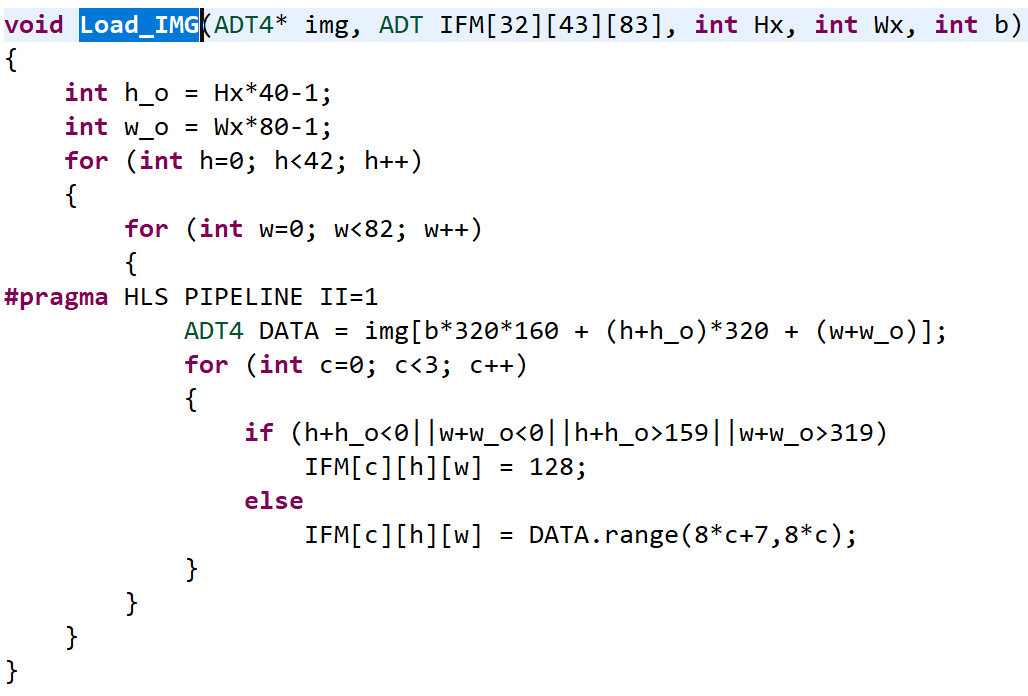 void Load_IMG(ADT4* img, ADT IFM[32][43][83], int Hx, int Wx, int b)
{
    int h_o = Hx*40-1;
    int w_o = Wx*80-1;
    for (int h=0; h<42; h++)
    {
        for (int w=0; w<82; w++)
        {
#pragma HLS PIPELINE II=1
            ADT4 DATA = img[b*320*160 + (h+h_o)*320 + (w+w_o)];
            for (int c=0; c<3; c++)
            {
                if (h+h_o<0||w+w_o<0||h+h_o>159||w+w_o>319)
                    IFM[c][h][w] = 128;
                else
                    IFM[c][h][w] = DATA.range(8*c+7,8*c);
            }
        }
    }
}